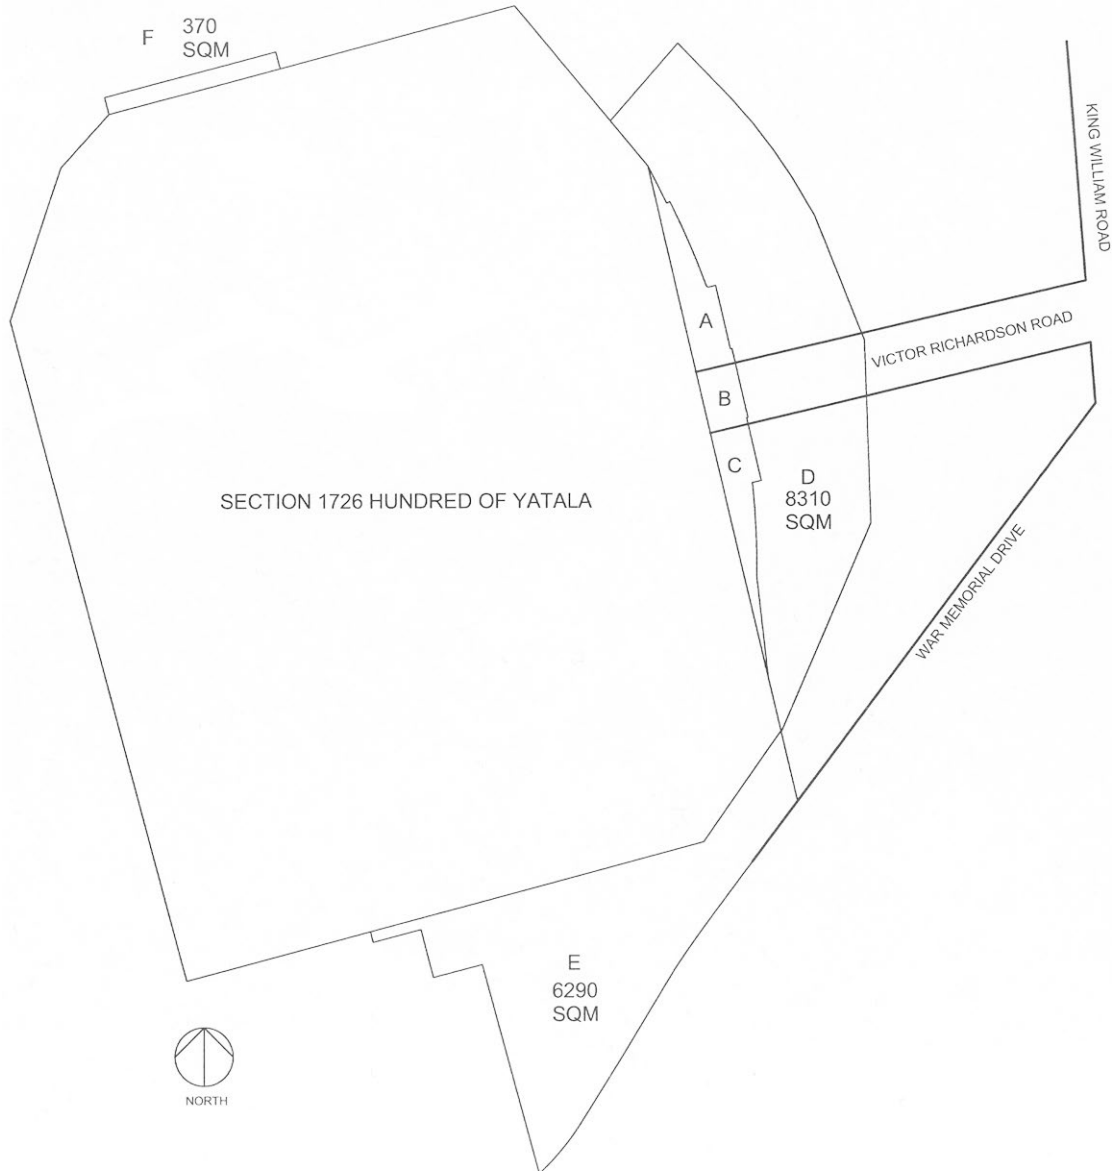 F
370
SQM
KING WILLIAM ROAD
A
VICTOR RICHARDSON ROAD
B
C
D
8310
SQM
SECTION 1726 HUNDRED OF YATALA
WAR MEMORIAL DRIVE
E
6290
SQM
NORTH